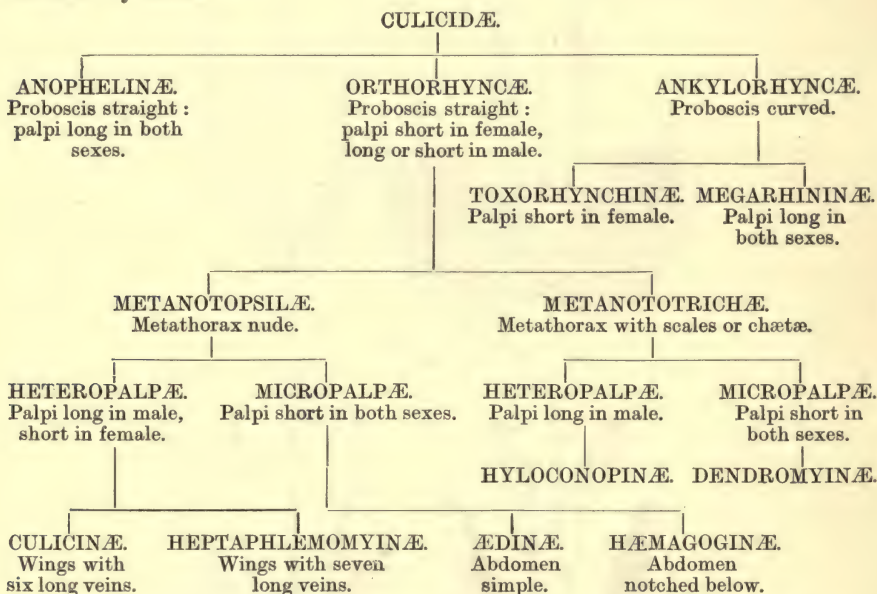 CULICIDÆ.
ANOPHELINÆ.
Proboscis straight :
palpi long in both
sexes.
ORTHORHYNCÆ.
Proboscis straight :
palpi short in female,
long or short in male.
ANKYLORHYNCÆ.
Proboscis curved.
TOXORHYNCHINÆ.
Palpi short in female.
MEGARHININÆ.
Palpi long in
both sexes.
METANOTOPSILÆ.
Metathorax nude.
METANOTOTRICHÆ.
Metathorax with scales or chætæ.
HETEROPALPÆ.
Palpi long in male,
short in female.
MICROPALPÆ.
Palpi short in both sexes.
HETEROPALPÆ.
Palpi long in male.
MICROPALPÆ.
Palpi short in
both sexes.
HYLOCONOPINÆ.
DENDROMYINÆ.
CULICINÆ.
Wings with
six long veins.
HEPTAPHLEMOMYINÆ.
Wings with seven
long veins.
ÆDINÆ.
Abdomen
simple.
HÆMAGOGINÆ.
Abdomen
notched below.